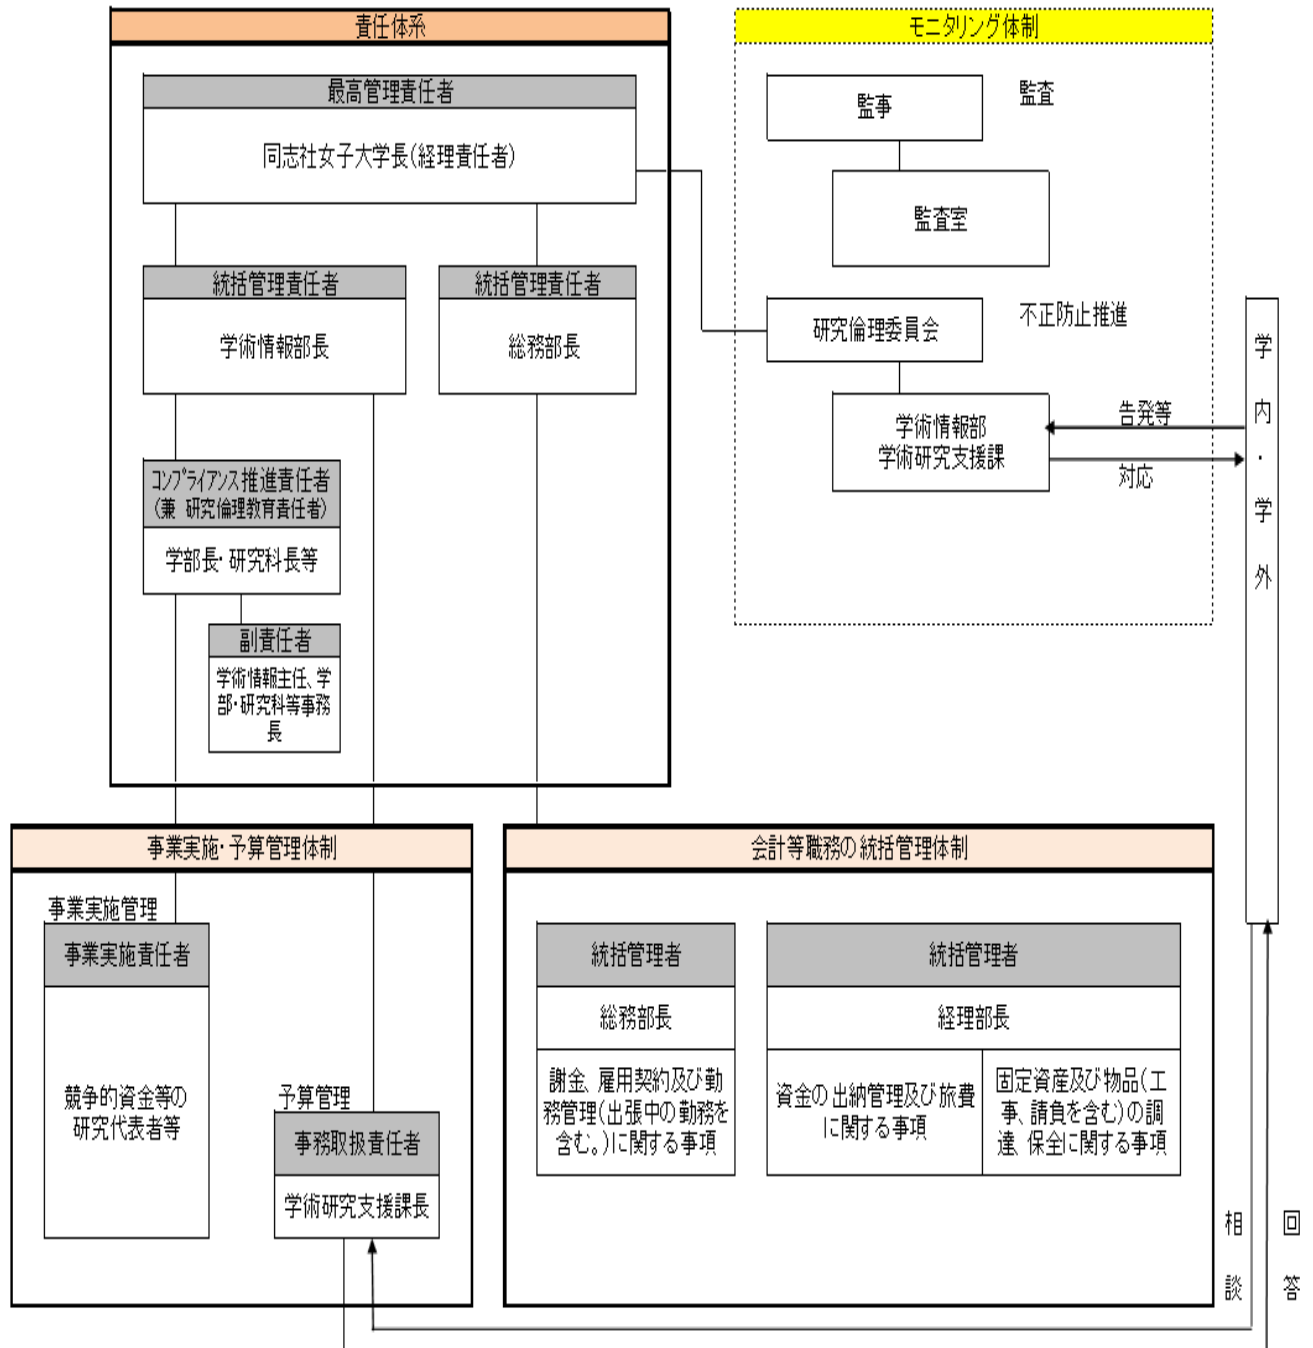 責任体系
最高管理責任者
同志社女子大学長(経理責任者)
統括管理責任者
学術情報部長
統括管理責任者
総務部長
コンプライアンス推進責任者
(兼 研究倫理教育責任者)
学部長・研究科長等
副責任者
学術情報主任、学
部・研究科等事務
長
モニタリング体制
監事
監査
監査室
研究倫理委員会
不正防止推進
学術情報部
学術研究支援課
告発等
対応
学内・学外
事業実施・予算管理体制
事業実施管理
事業実施責任者
競争的資金等の
研究代表者等
予算管理
事務取扱責任者
学術研究支援課長
会計等職務の統括管理体制
統括管理者
総務部長
謝金、雇用契約及び勤
務管理(出張中の勤務を
含む。)に関する事項
統括管理者
経理部長
資金の出納管理及び旅費
に関する事項
固定資産及び物品(工
事、請負を含む)の調
達、保全に関する事項
相談
回答